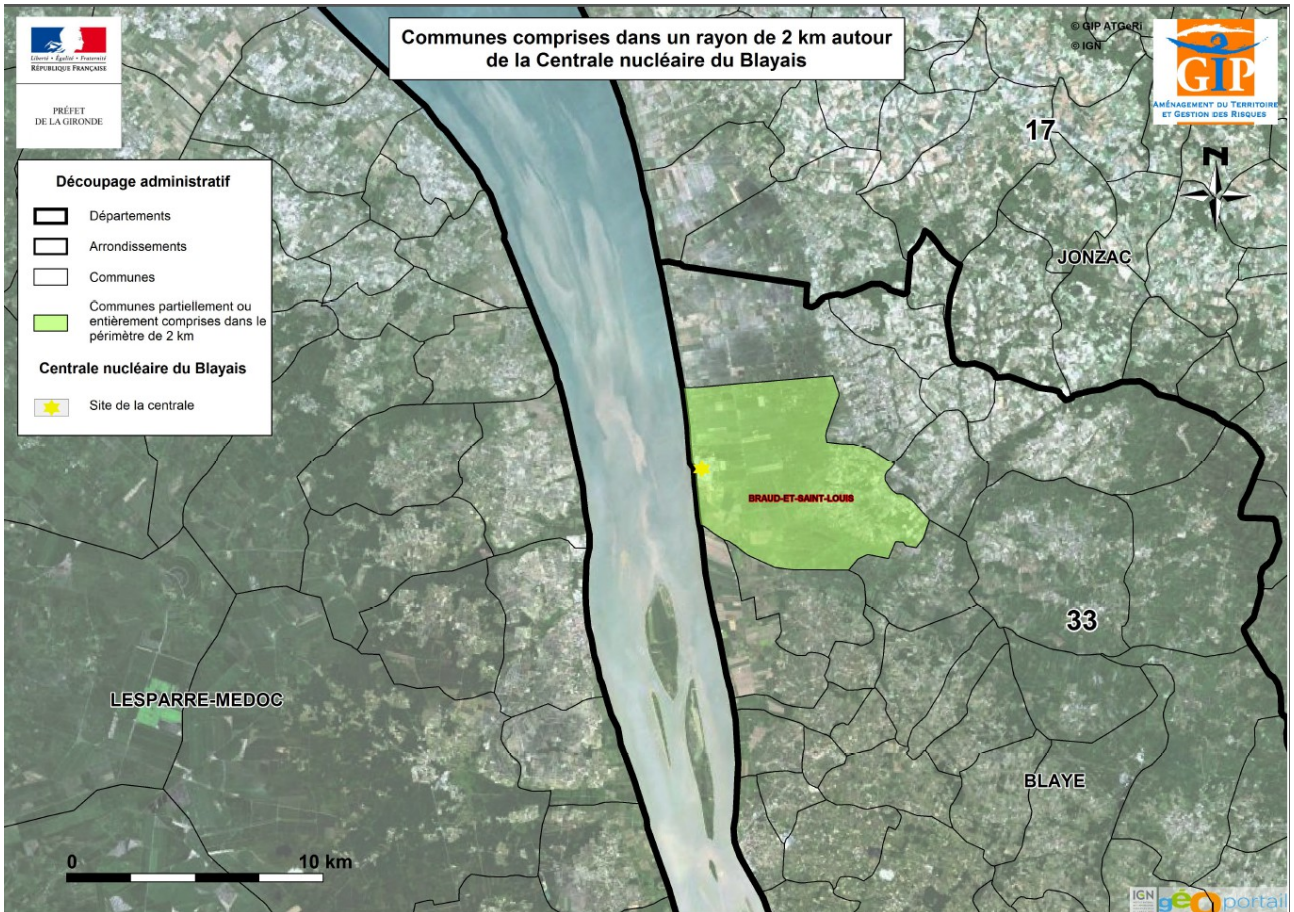 Liberté • Égalité • Fraternité
RÉPUBLIQUE FRANÇAISE
PRÉFET
DE LA GIRONDE
Communes comprises dans un rayon de 2 km autour
de la Centrale nucléaire du Blayais
© GIP ATGeRi
© IGN
GIP
AMÉNAGEMENT DU TERRITOIRE
ET GESTION DES RISQUES
N
Découpage administratif
Départements
Arrondissements
Communes
Communes partiellement ou
entièrement comprises dans le
périmètre de 2 km
Centrale nucléaire du Blayais
Site de la centrale
17
JONZAC
BRAUD-ET-SAINT-LOUIS
33
LESPARRE-MEDOC
BLAYE
0 10 km
IGN
géoportail